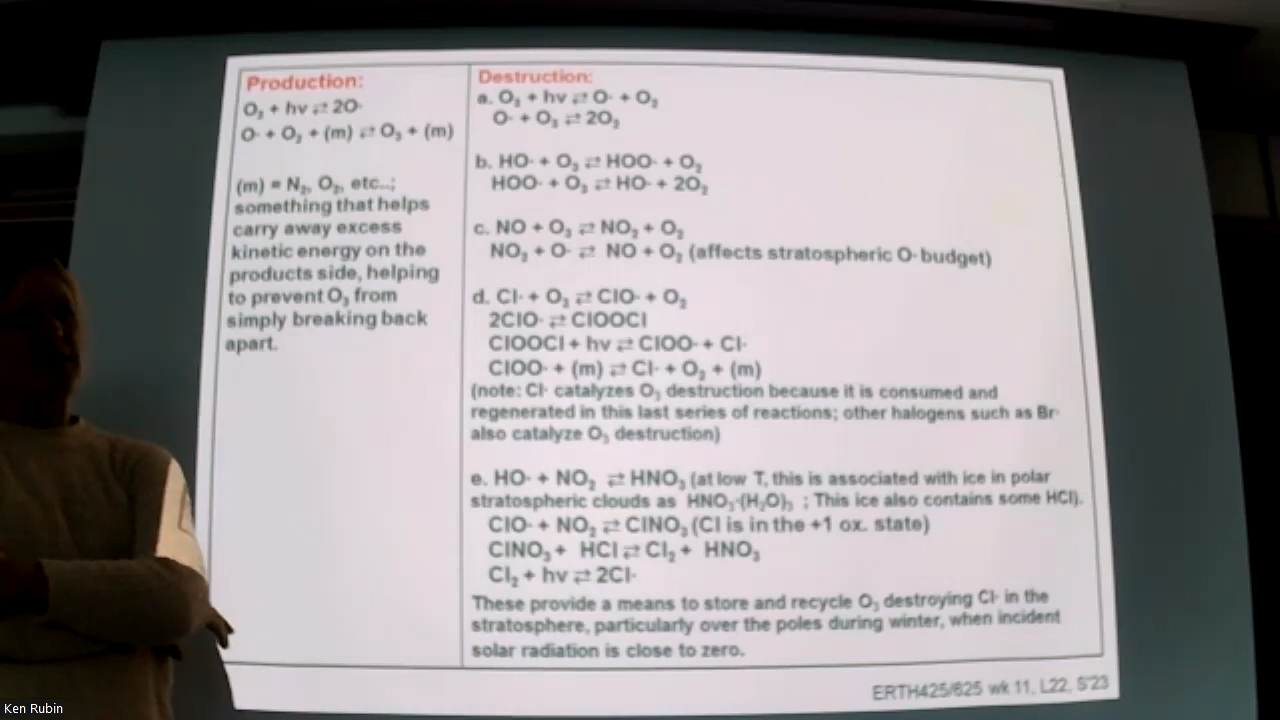 Production:
O₂ + hv ⇄ 2O·
O· + O₂ + (m) ⇄ O₃ + (m)
(m) = N₂, O₂, etc..;
something that helps
carry away excess
kinetic energy on the
products side, helping
to prevent O₃ from
simply breaking back
apart.
Destruction:
a. O₃ + hv ⇄ O· + O₂
O· + O₃ ⇄ 2O₂
b. HO· + O₃ ⇄ HOO· + O₂
HOO· + O₃ ⇄ HO· + 2O₂
c. NO + O₃ ⇄ NO₂ + O₂
NO₂ + O· ⇄ NO + O₂ (affects stratospheric O· budget)
d. Cl· + O₃ ⇄ ClO· + O₂
2ClO· ⇄ ClOOCl
ClOOCl + hv ⇄ ClOO· + Cl·
ClOO· + (m) ⇄ Cl· + O₂ + (m)
(note: Cl· catalyzes O₃ destruction because it is consumed and
regenerated in this last series of reactions; other halogens such as Br·
also catalyze O₃ destruction)
e. HO· + NO₂ ⇄ HNO₃ (at low T, this is associated with ice in polar
stratospheric clouds as HNO₃·(H₂O)₃ ; This ice also contains some HCl).
ClO· + NO₂ ⇄ ClNO₃ (Cl is in the +1 ox. state)
ClNO₃ + HCl ⇄ Cl₂ + HNO₃
Cl₂ + hv ⇄ 2Cl·
These provide a means to store and recycle O₃ destroying Cl· in the
stratosphere, particularly over the poles during winter, when incident
solar radiation is close to zero.
ERTH425/625 wk 11, L22, S'23
Ken Rubin